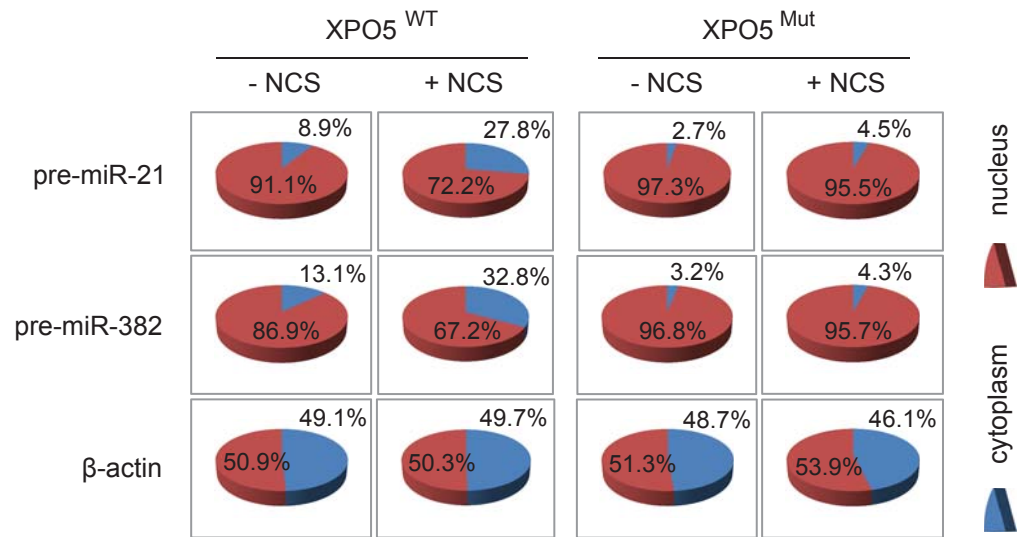 XPO5 WT XPO5 Mut
- NCS + NCS - NCS + NCS
pre-miR-21
8.9% 27.8% 2.7% 4.5%
91.1% 72.2% 97.3% 95.5%
pre-miR-382
13.1% 32.8% 3.2% 4.3%
86.9% 67.2% 96.8% 95.7%
β-actin
49.1% 49.7% 48.7% 46.1%
50.9% 50.3% 51.3% 53.9%
nucleus
cytoplasm